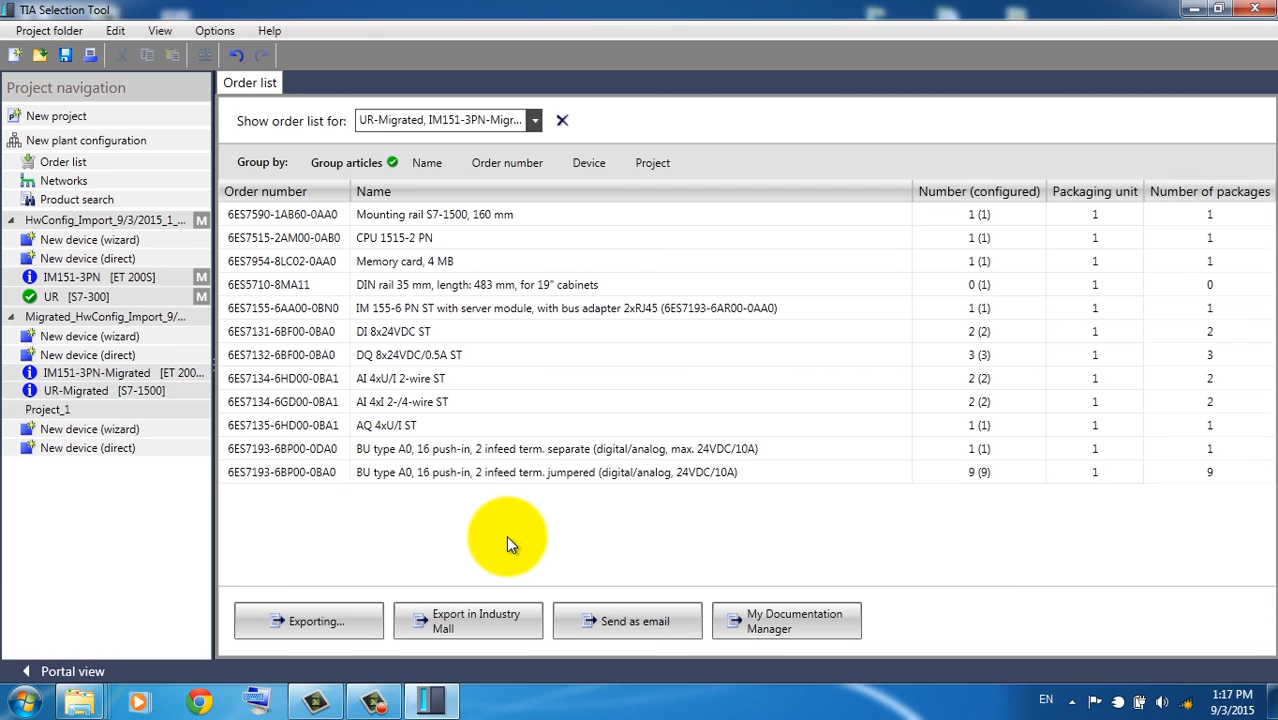 TIA Selection Tool
Project folder Edit View Options Help
Project navigation
New project
New plant configuration
Order list
Networks
Product search
HwConfig_Import_9/3/2015_1_... M
New device (wizard)
New device (direct)
IM151-3PN [ET 200S] M
UR [S7-300] M
Migrated_HwConfig_Import_9/...
New device (wizard)
New device (direct)
IM151-3PN-Migrated [ET 200...
UR-Migrated [S7-1500]
Project_1
New device (wizard)
New device (direct)
Order list
Show order list for: UR-Migrated, IM151-3PN-Migr...
Group by: Group articles Name Order number Device Project
Order number Name Number (configured) Packaging unit Number of packages
6ES7590-1AB60-0AA0 Mounting rail S7-1500, 160 mm 1 (1) 1 1
6ES7515-2AM00-0AB0 CPU 1515-2 PN 1 (1) 1 1
6ES7954-8LC02-0AA0 Memory card, 4 MB 1 (1) 1 1
6ES5710-8MA11 DIN rail 35 mm, length: 483 mm, for 19" cabinets 0 (1) 1 0
6ES7155-6AA00-0BN0 IM 155-6 PN ST with server module, with bus adapter 2xRJ45 (6ES7193-6AR00-0AA0) 1 (1) 1 1
6ES7131-6BF00-0BA0 DI 8x24VDC ST 2 (2) 1 2
6ES7132-6BF00-0BA0 DQ 8x24VDC/0.5A ST 3 (3) 1 3
6ES7134-6HD00-0BA1 AI 4xU/I 2-wire ST 2 (2) 1 2
6ES7134-6GD00-0BA1 AI 4xI 2-/4-wire ST 2 (2) 1 2
6ES7135-6HD00-0BA1 AQ 4xU/I ST 1 (1) 1 1
6ES7193-6BP00-0DA0 BU type A0, 16 push-in, 2 infeed term. separate (digital/analog, max. 24VDC/10A) 1 (1) 1 1
6ES7193-6BP00-0BA0 BU type A0, 16 push-in, 2 infeed term. jumpered (digital/analog, 24VDC/10A) 9 (9) 1 9
Exporting... Export in Industry Mall Send as email My Documentation Manager
Portal view
EN 1:17 PM
9/3/2015